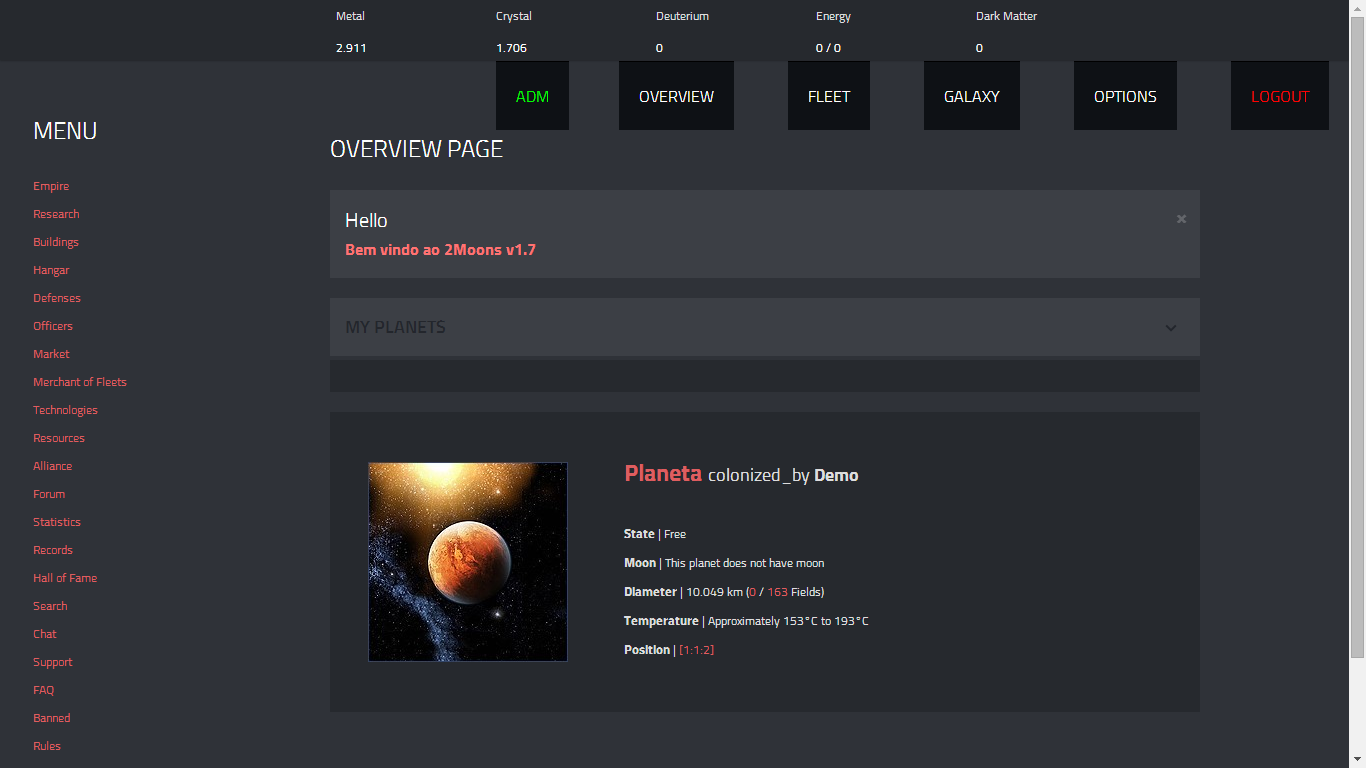 Metal Crystal Deuterium Energy Dark Matter
2.911 1.706 0 0 / 0 0
ADM OVERVIEW FLEET GALAXY OPTIONS LOGOUT
MENU
Empire
Research
Buildings
Hangar
Defenses
Officers
Market
Merchant of Fleets
Technologies
Resources
Alliance
Forum
Statistics
Records
Hall of Fame
Search
Chat
Support
FAQ
Banned
Rules
OVERVIEW PAGE
Hello
×
Bem vindo ao 2Moons v1.7
MY PLANETS
Planeta colonized_by Demo
State | Free
Moon | This planet does not have moon
Diameter | 10.049 km (0 / 163 Fields)
Temperature | Approximately 153°C to 193°C
Position | [1:1:2]